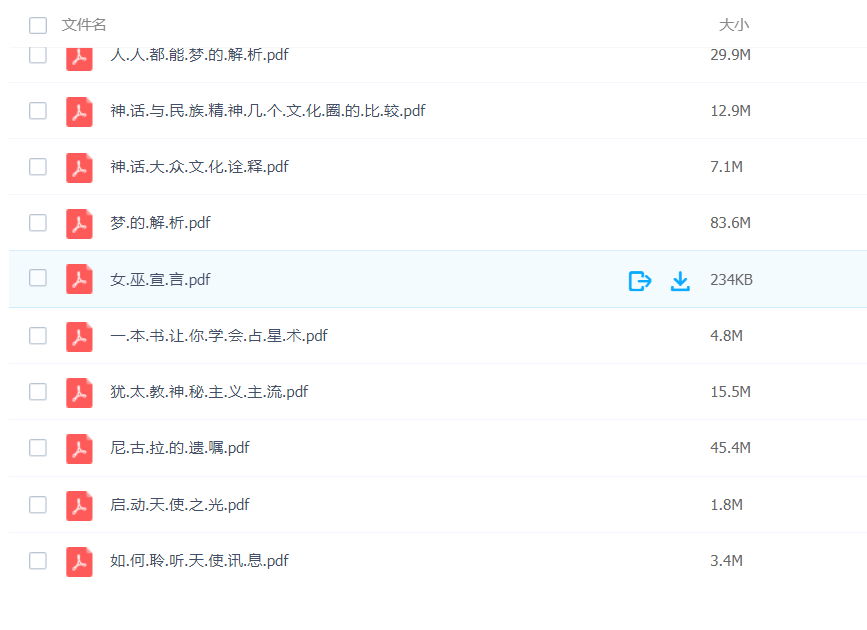 文件名 大小
人.人.都.能.梦.的.解.析.pdf 29.9M
神.话.与.民.族.精.神.几.个.文.化.圈.的.比.较.pdf 12.9M
神.话.大.众.文.化.诠.释.pdf 7.1M
梦.的.解.析.pdf 83.6M
女.巫.宣.言.pdf 234KB
一.本.书.让.你.学.会.占.星.术.pdf 4.8M
犹.太.教.神.秘.主.义.主.流.pdf 15.5M
尼.古.拉.的.遗.嘱.pdf 45.4M
启.动.天.使.之.光.pdf 1.8M
如.何.聆.听.天.使.讯.息.pdf 3.4M